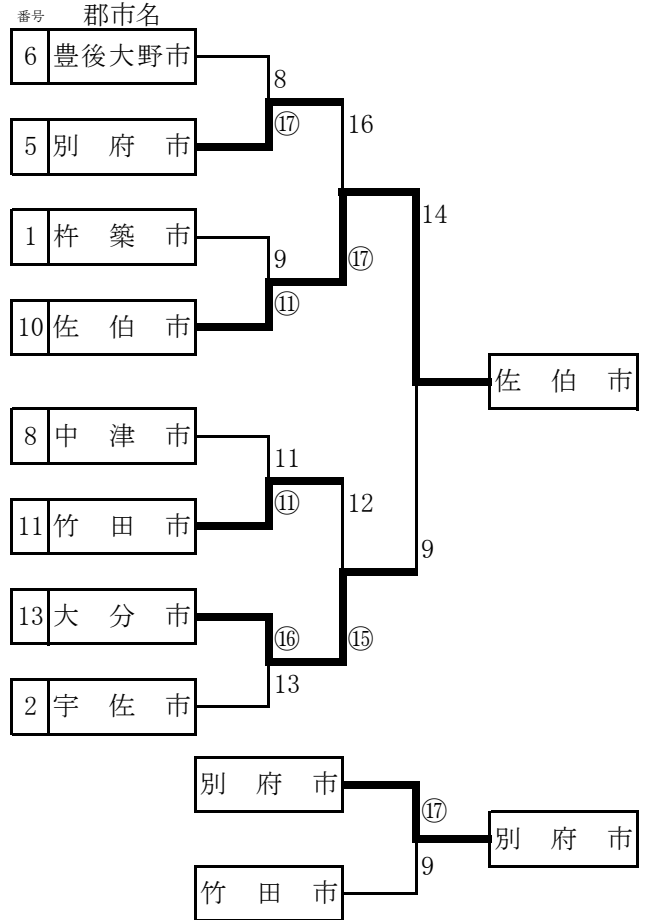 番号 郡市名
6 豊後大野市
8
⑰
16
5 別府市
14
1 杵築市
9
⑰
⑪
10 佐伯市
佐伯市
8 中津市
11
⑪
12
11 竹田市
9
13 大分市
⑯
⑮
13
2 宇佐市
別府市
⑰
別府市
9
竹田市